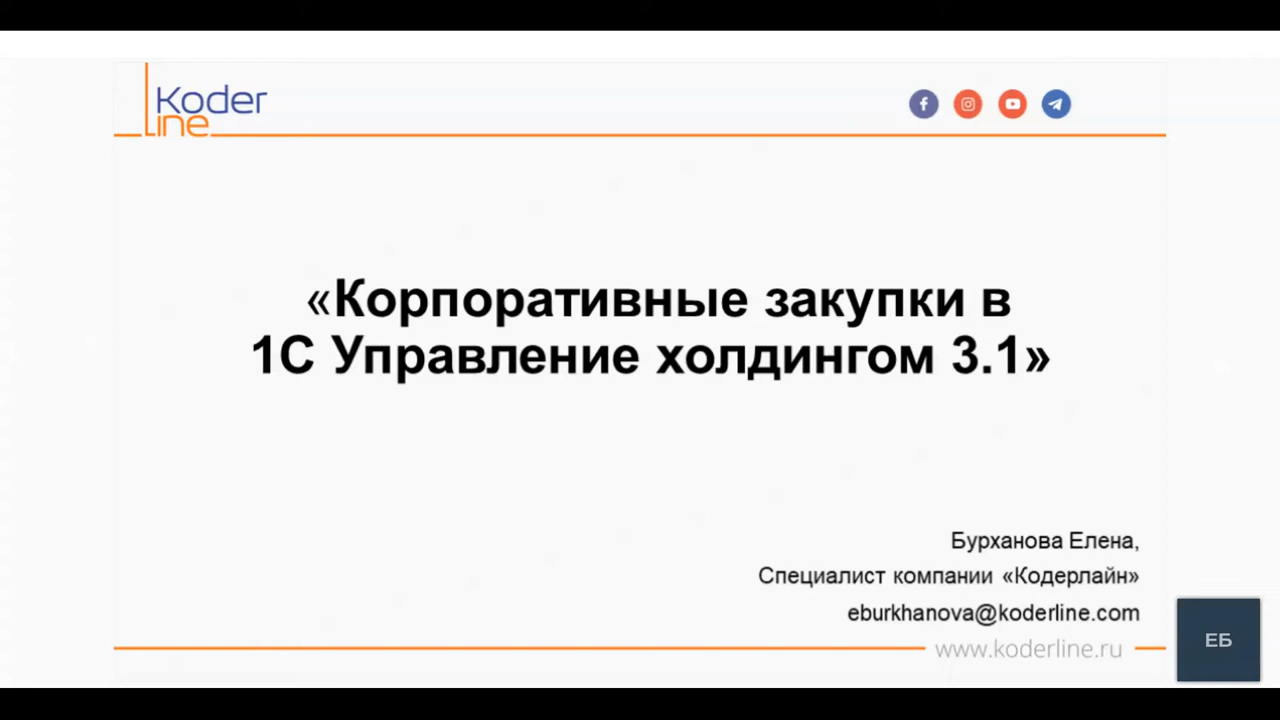 Koder
Line
«Корпоративные закупки в
1С Управление холдингом 3.1»
Бурханова Елена,
Специалист компании «Кодерлайн»
eburkhanova@koderline.com
www.koderline.ru
ЕБ